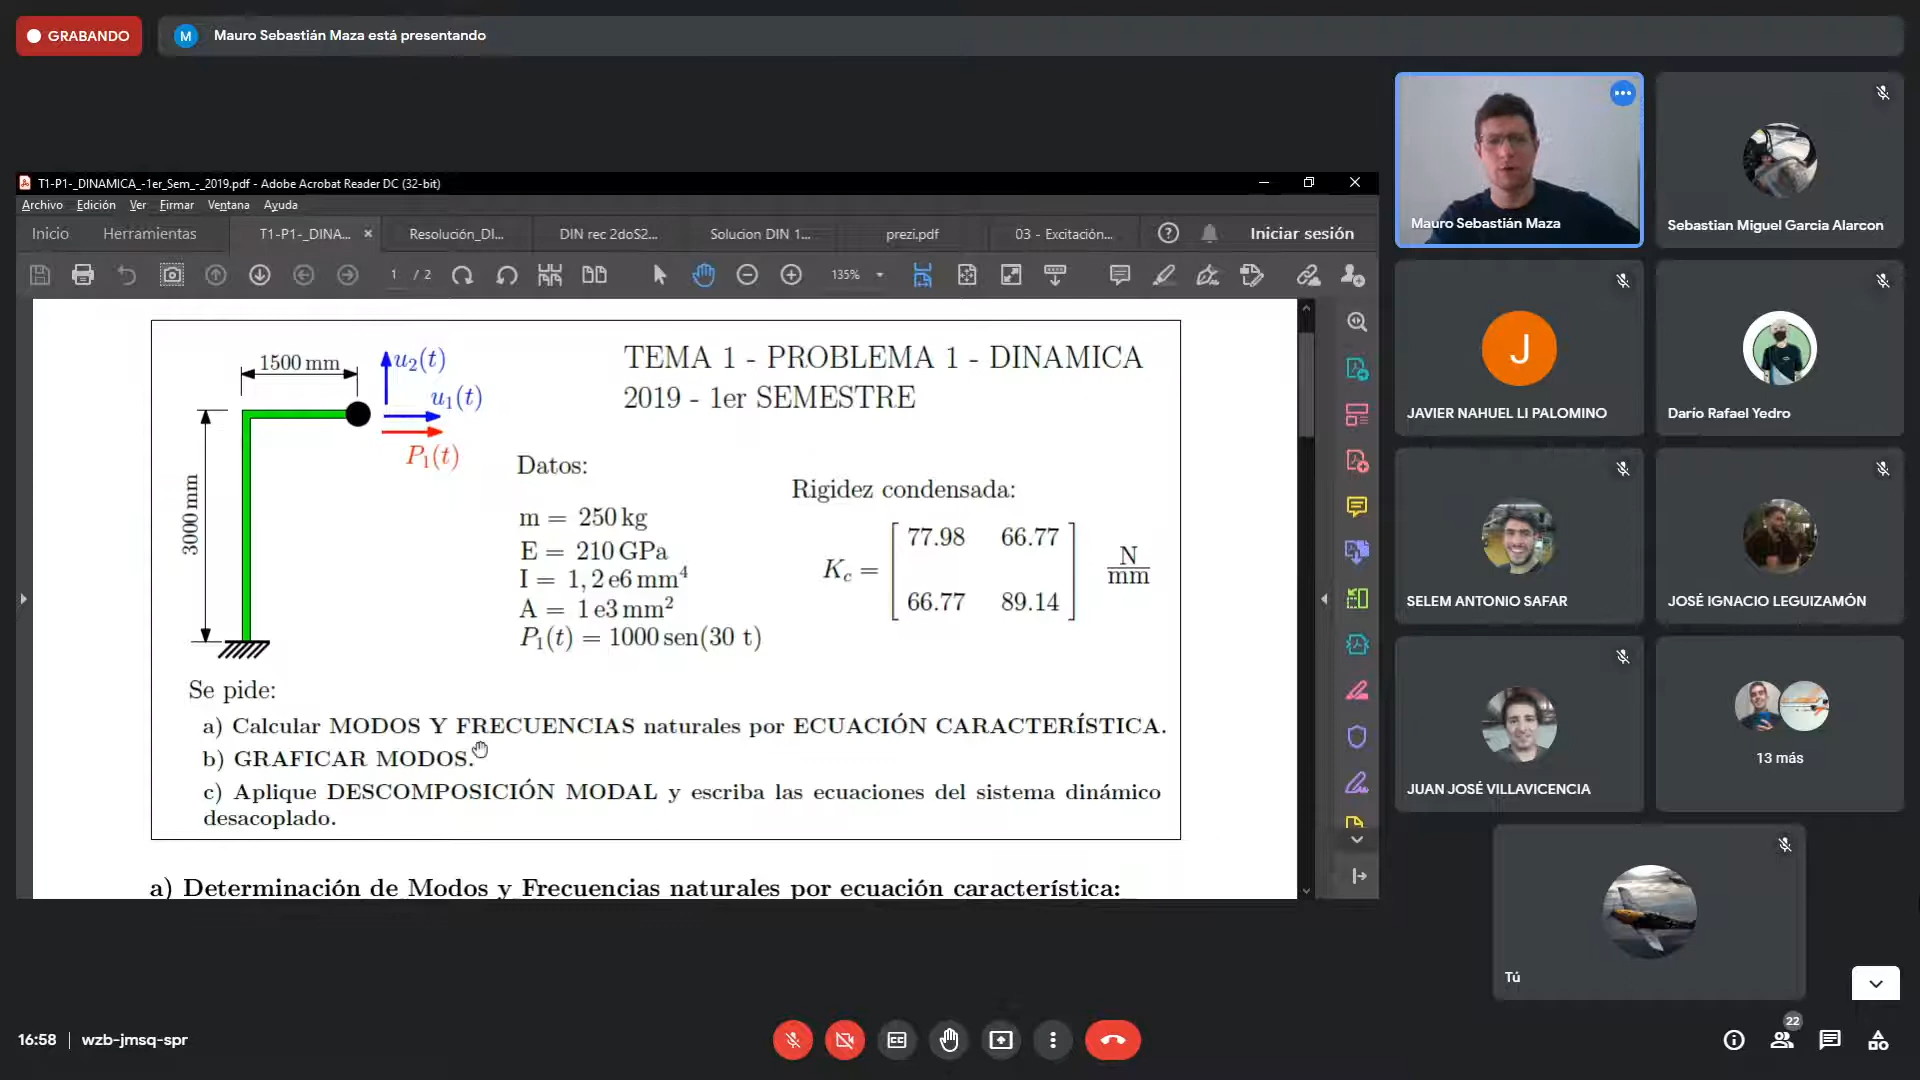 GRABANDO
M
Mauro Sebastián Maza está presentando
T1-P1-_DINAMICA_-1er_Sem_-_2019.pdf - Adobe Acrobat Reader DC (32-bit)
Archivo Edición Ver Firmar Ventana Ayuda
Inicio Herramientas T1-P1-_DINA... Resolución_DI... DIN rec 2doS2... Solucion DIN 1... prezi.pdf 03 - Excitación... Iniciar sesión
1 / 2 135%
TEMA 1 - PROBLEMA 1 - DINAMICA
2019 - 1er SEMESTRE
1500 mm
u₂(t)
u₁(t)
P₁(t)
3000 mm
Datos:
m = 250 kg
E = 210 GPa
I = 1, 2 e6 mm⁴
A = 1 e3 mm²
P₁(t) = 1000 sen(30 t)
Rigidez condensada:
K_c = [ 77.98 66.77
66.77 89.14 ] N/mm
Se pide:
a) Calcular MODOS Y FRECUENCIAS naturales por ECUACIÓN CARACTERÍSTICA.
b) GRAFICAR MODOS.
c) Aplique DESCOMPOSICIÓN MODAL y escriba las ecuaciones del sistema dinámico
desacoplado.
a) Determinación de Modos y Frecuencias naturales por ecuación característica:
Mauro Sebastián Maza
Sebastian Miguel Garcia Alarcon
J
JAVIER NAHUEL LI PALOMINO
Darío Rafael Yedro
SELEM ANTONIO SAFAR
JOSÉ IGNACIO LEGUIZAMÓN
JUAN JOSÉ VILLAVICENCIA
13 más
Tú
16:58 | wzb-jmsq-spr
22